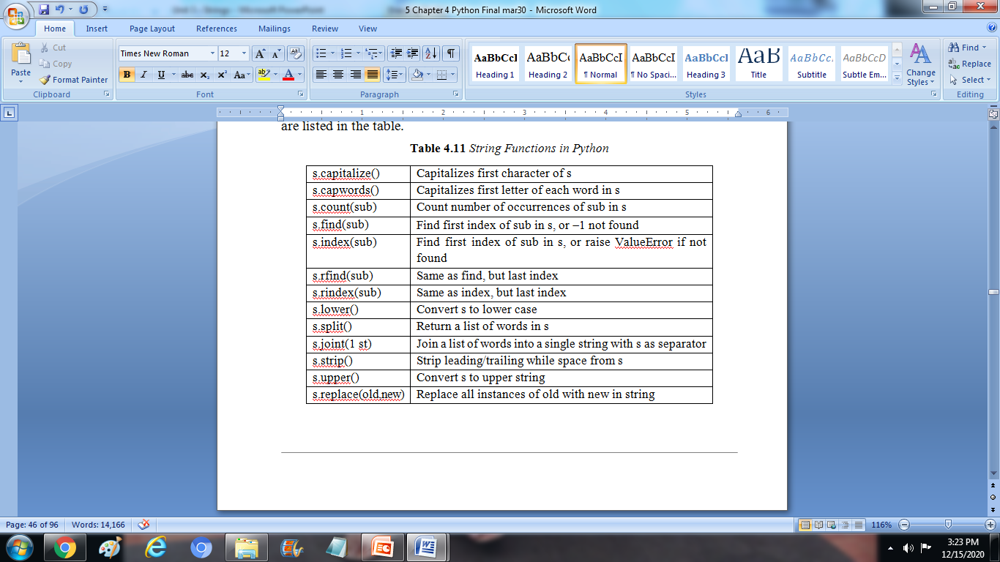 5 Chapter 4 Python Final mar30 - Microsoft Word
Home Insert Page Layout References Mailings Review View
Paste
Cut
Copy
Format Painter
Clipboard
Times New Roman 12
B I U abc x₂ x² Aa
Font
Paragraph
AaBbCcI AaBbC AaBbCcI AaBbCcI AaBbCcI AaB AaBbCc. AaBbCcD
Heading 1 Heading 2 ¶ Normal ¶ No Spaci... Heading 3 Title Subtitle Subtle Em...
Change Styles
Styles
Find
Replace
Select
Editing
1 2 3 4 5 6
are listed in the table.
Table 4.11 String Functions in Python
s.capitalize() Capitalizes first character of s
s.capwords() Capitalizes first letter of each word in s
s.count(sub) Count number of occurrences of sub in s
s.find(sub) Find first index of sub in s, or –1 not found
s.index(sub) Find first index of sub in s, or raise ValueError if not
found
s.rfind(sub) Same as find, but last index
s.rindex(sub) Same as index, but last index
s.lower() Convert s to lower case
s.split() Return a list of words in s
s.joint(1 st) Join a list of words into a single string with s as separator
s.strip() Strip leading/trailing while space from s
s.upper() Convert s to upper string
s.replace(old.new) Replace all instances of old with new in string
Page: 46 of 96 Words: 14,166 116%
3:23 PM
12/15/2020